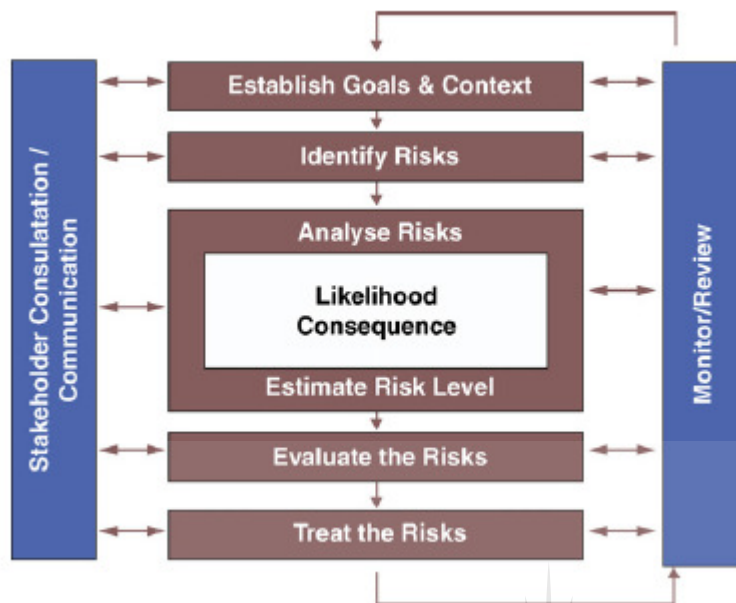 Establish Goals & Context
Identify Risks
Analyse Risks
Likelihood
Consequence
Estimate Risk Level
Evaluate the Risks
Treat the Risks
Stakeholder Consulatation /
Communication
Monitor/Review